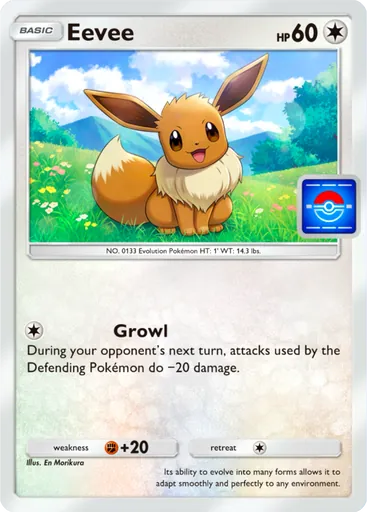 BASIC Eevee HP 60
NO. 0133 Evolution Pokémon HT: 1' WT: 14.3 lbs.
Growl
During your opponent's next turn, attacks used by the
Defending Pokémon do −20 damage.
weakness +20 retreat
Illus. En Morikura
Its ability to evolve into many forms allows it to
adapt smoothly and perfectly to any environment.